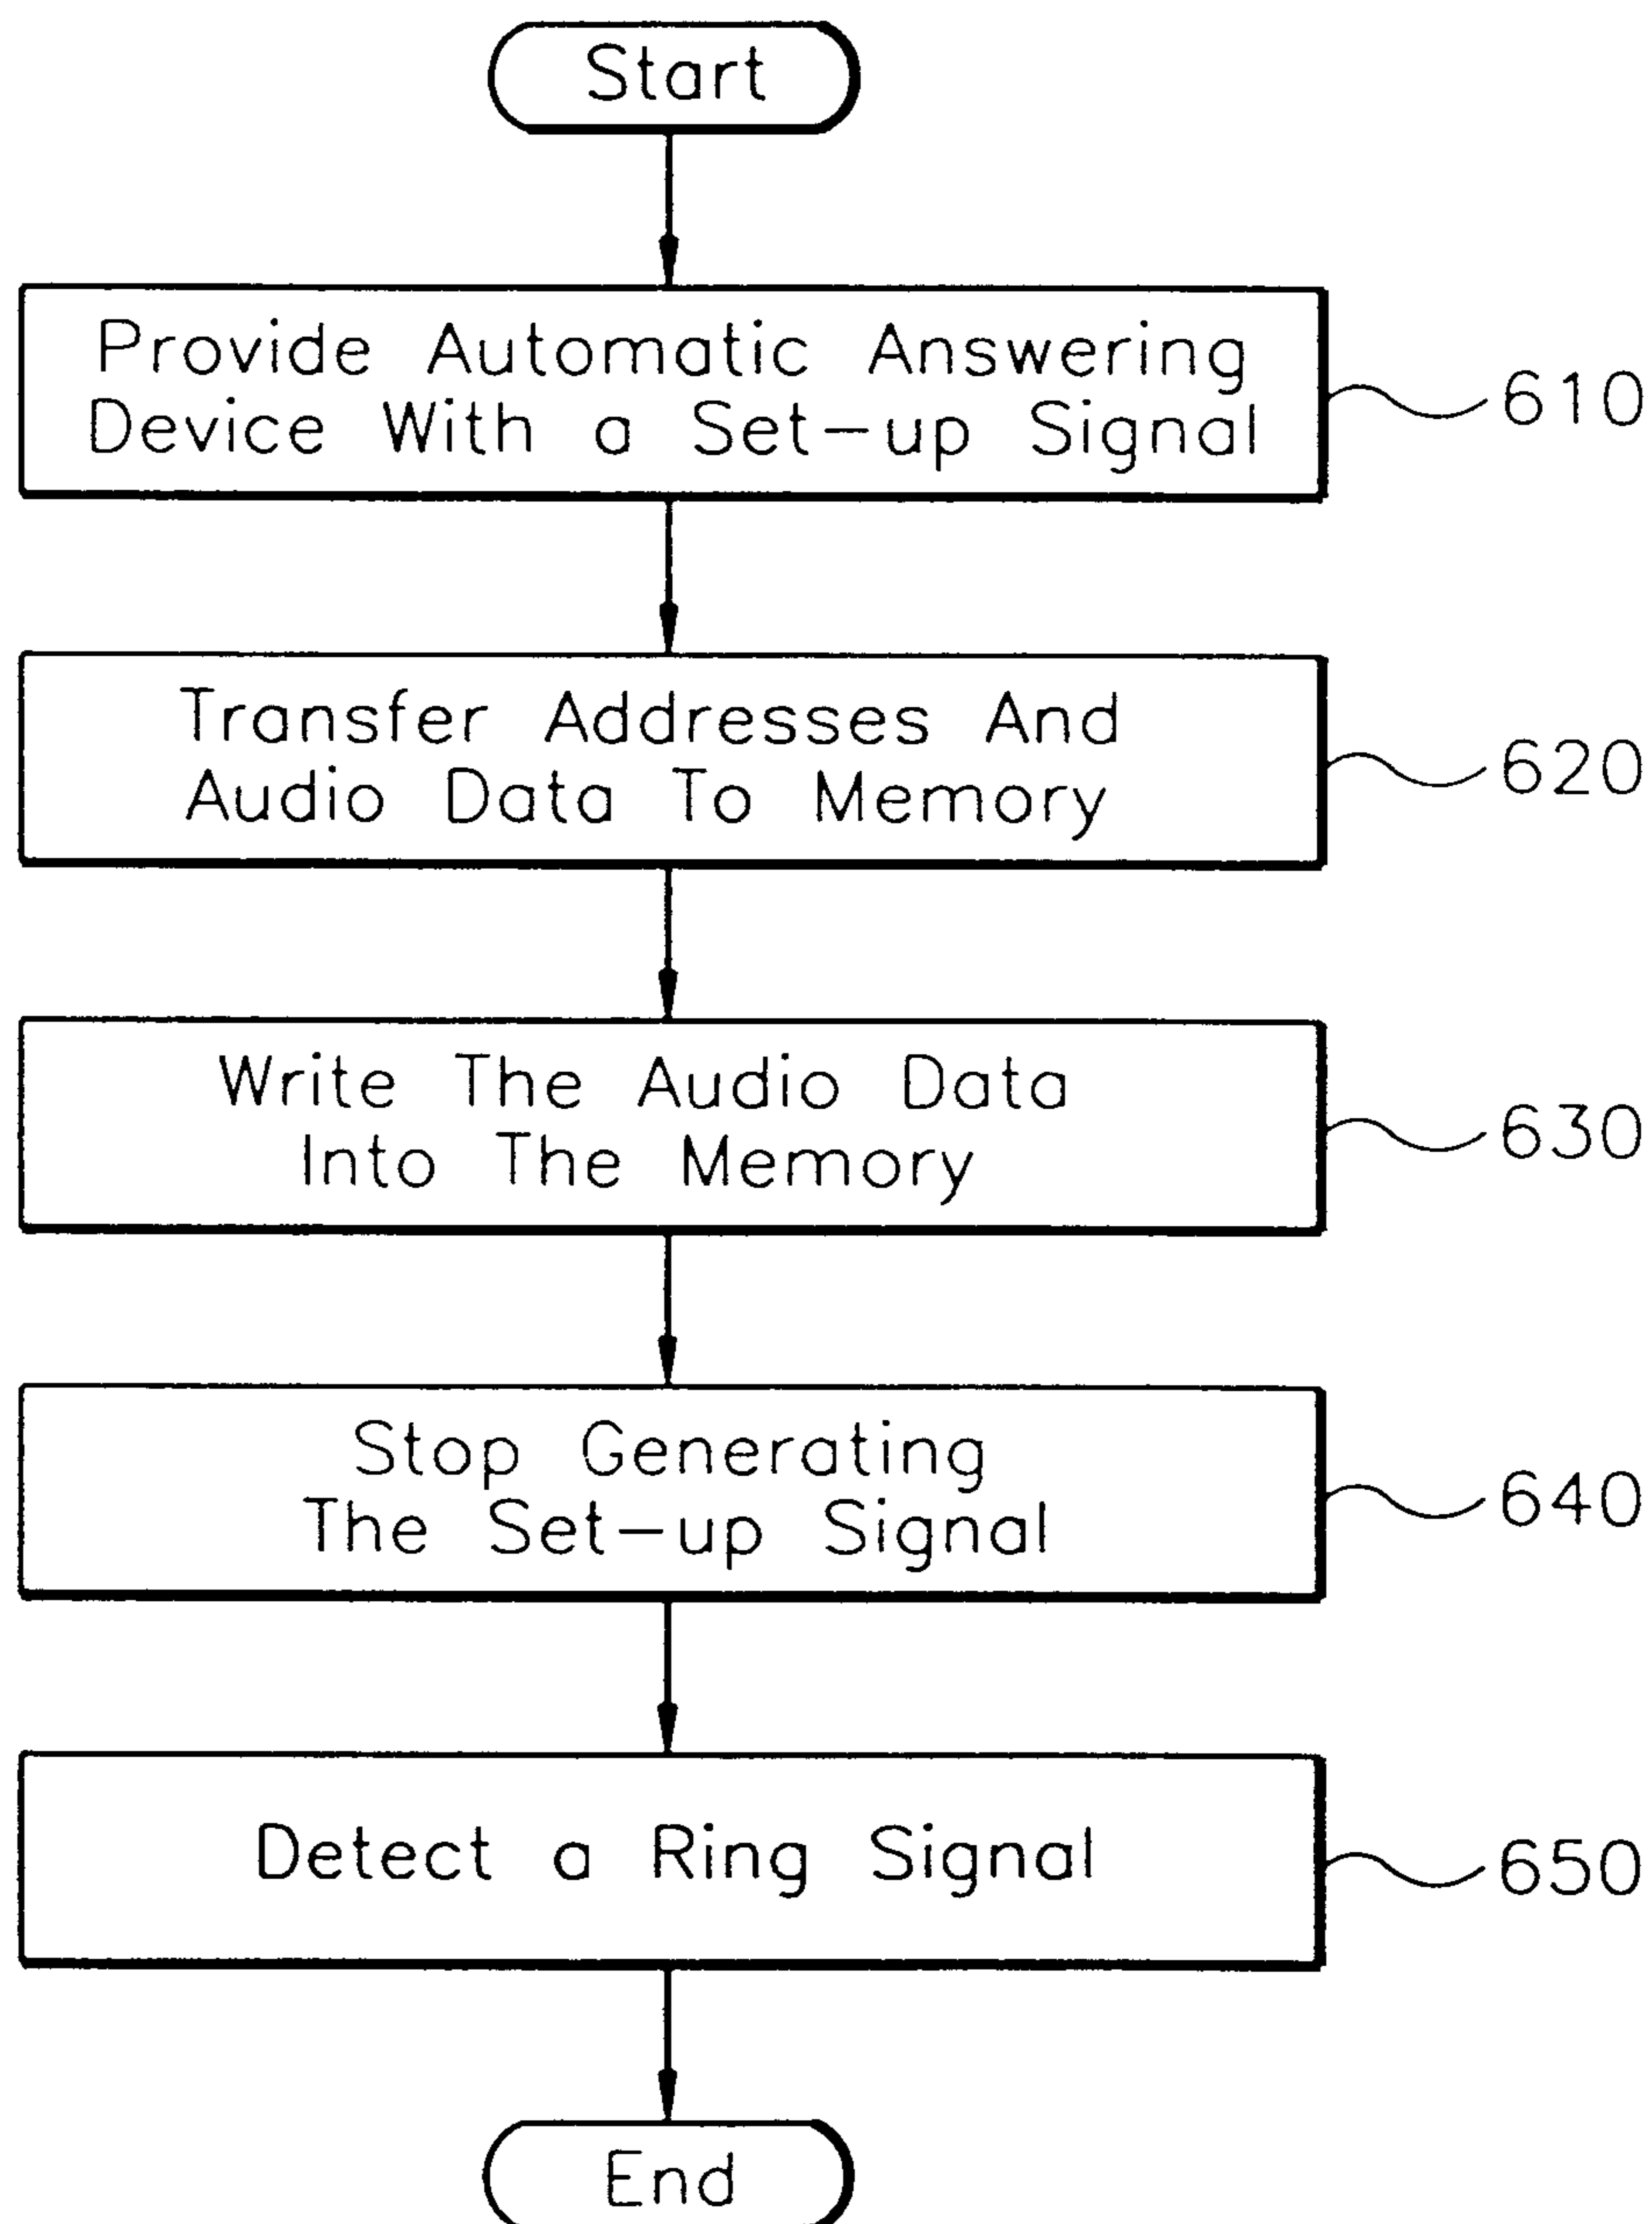 Start
Provide Automatic Answering
Device With a Set-up Signal
610
Transfer Addresses And
Audio Data To Memory
620
Write The Audio Data
Into The Memory
630
Stop Generating
The Set-up Signal
640
Detect a Ring Signal
650
End